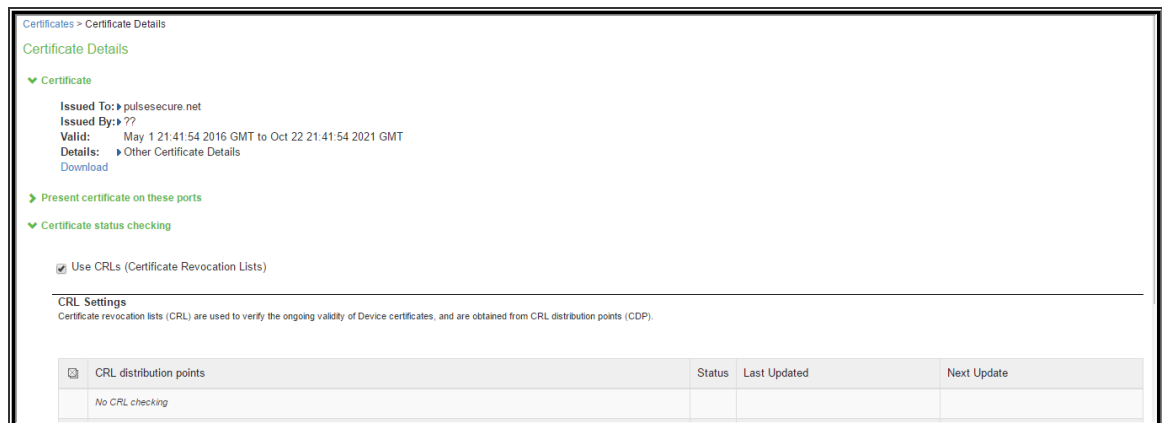 Certificates > Certificate Details
Certificate Details
Certificate
Issued To: pulsesecure.net
Issued By: ??
Valid: May 1 21:41:54 2016 GMT to Oct 22 21:41:54 2021 GMT
Details: Other Certificate Details
Download
Present certificate on these ports
Certificate status checking
Use CRLs (Certificate Revocation Lists)
CRL Settings
Certificate revocation lists (CRL) are used to verify the ongoing validity of Device certificates, and are obtained from CRL distribution points (CDP).
CRL distribution points Status Last Updated Next Update
No CRL checking